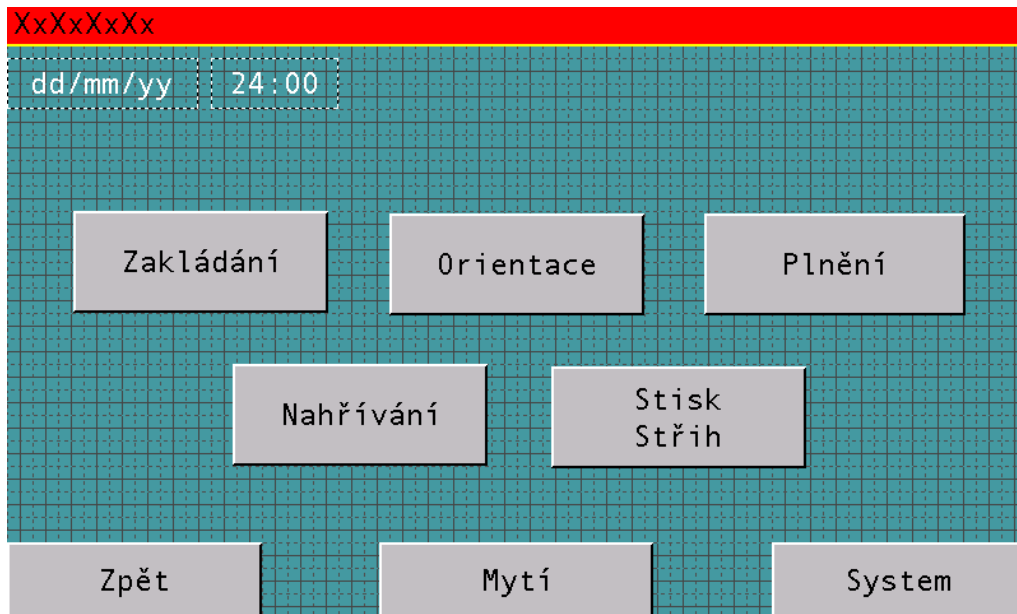 XxXxXxXx
dd/mm/yy 24:00
Zakládání Orientace Plnění
Nahřívání Stisk
Střih
Zpět Mytí System